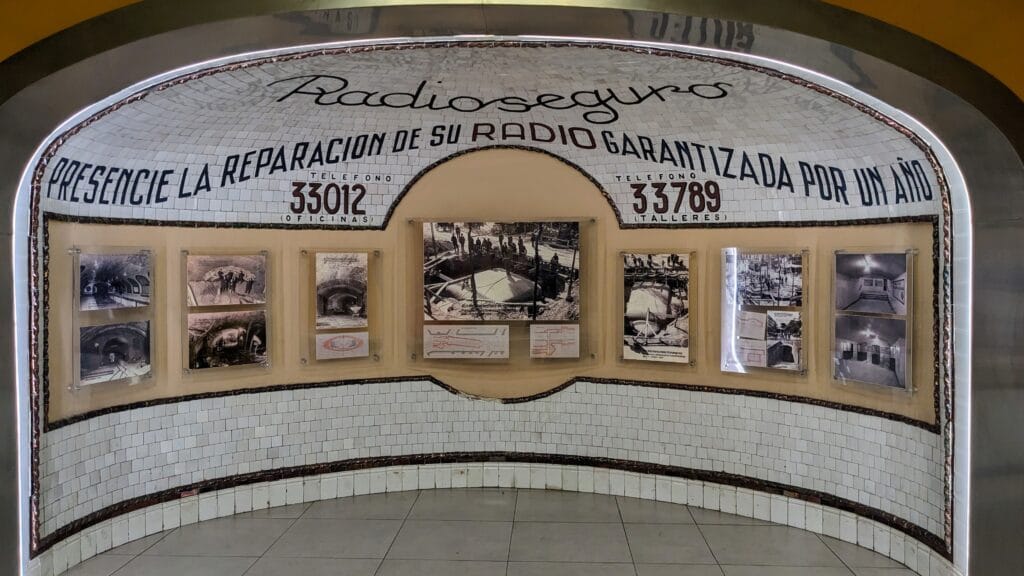 Radioseguro
PRESENCIE LA REPARACION DE SU RADIO GARANTIZADA POR UN AÑO
TELEFONO
33012
(OFICINAS)
TELEFONO
33789
(TALLERES)